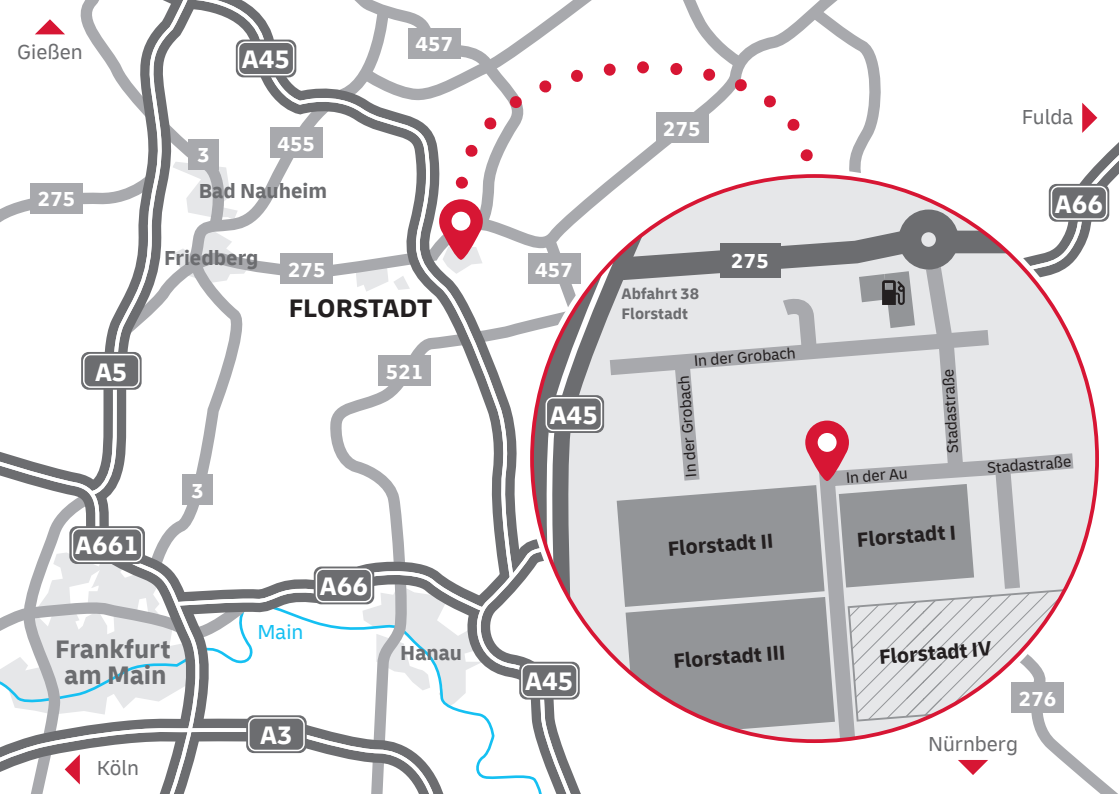 Gießen
A45
457
Fulda
275
3
455
275
Bad Nauheim
A66
Friedberg
275
457
275
FLORSTADT
Abfahrt 38
Florstadt
In der Grobach
A5
521
In der Grobach
Stadastraße
A45
In der Au
Stadastraße
3
A661
Florstadt II
Florstadt I
A66
Main
Frankfurt
am Main
Hanau
Florstadt III
Florstadt IV
A45
276
A3
Nürnberg
Köln